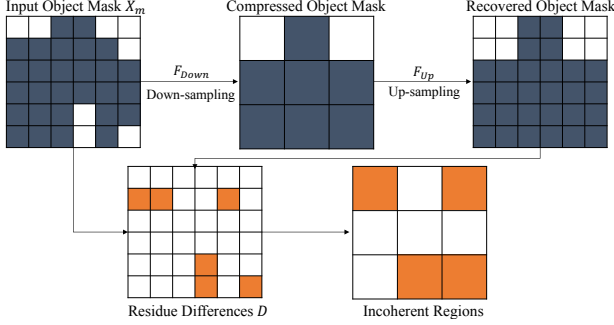 Input Object Mask X_m
Compressed Object Mask
Recovered Object Mask
F_Down
Down-sampling
F_Up
Up-sampling
Residue Differences D
Incoherent Regions